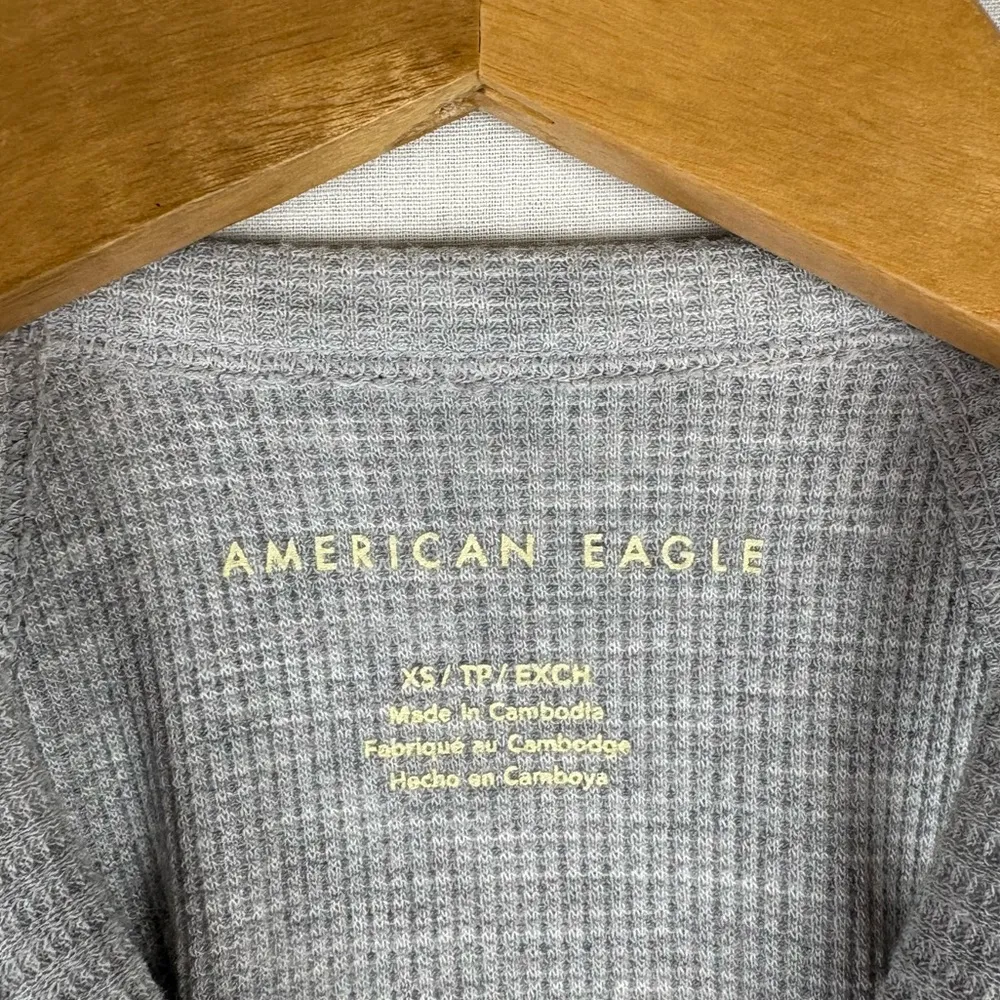 AMERICAN EAGLE
XS / TP / EXCH
Made in Cambodia
Fabriqué au Cambodge
Hecho en Camboya